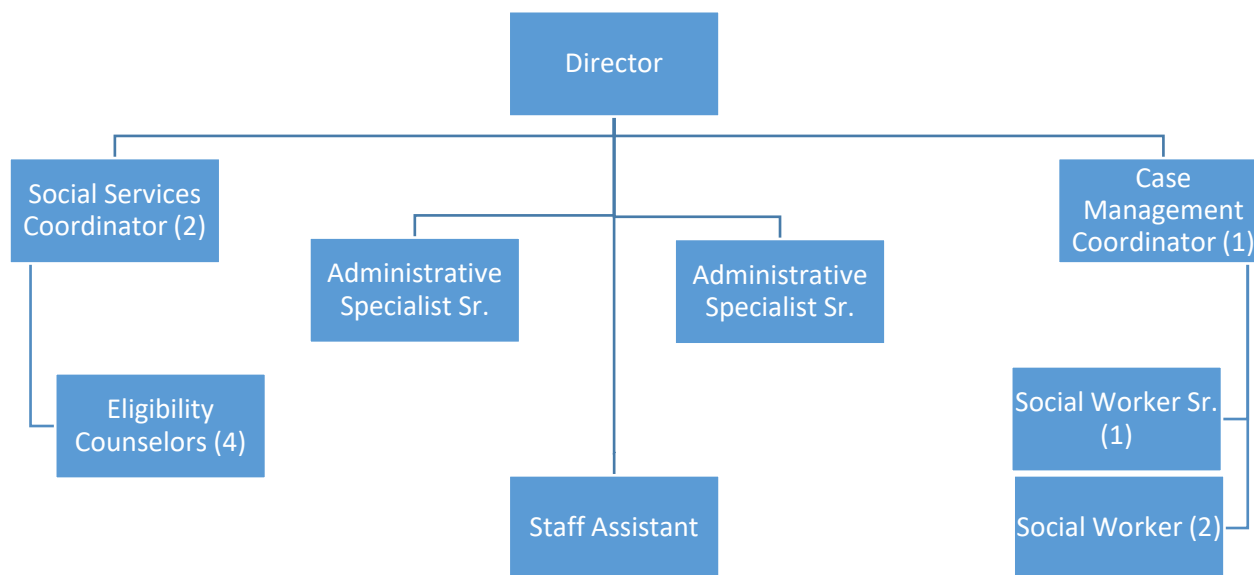 Director
Social Services
Coordinator (2)
Case
Management
Coordinator (1)
Administrative
Specialist Sr.
Administrative
Specialist Sr.
Eligibility
Counselors (4)
Social Worker Sr.
(1)
Staff Assistant
Social Worker (2)